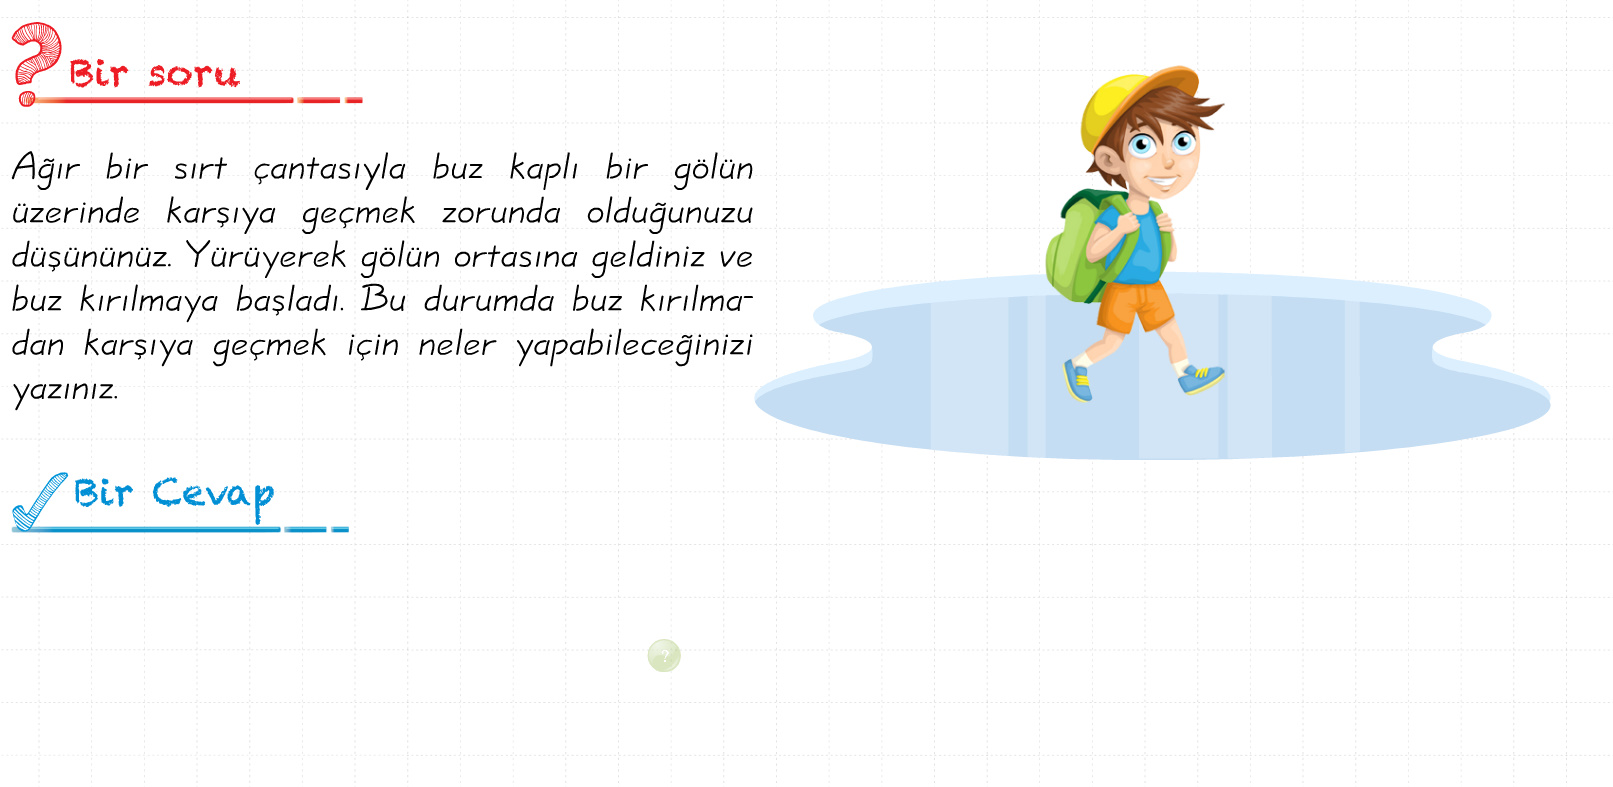 ?
Bir soru
Ağır bir sırt çantasıyla buz kaplı bir gölün
üzerinde karşıya geçmek zorunda olduğunuzu
düşününüz. Yürüyerek gölün ortasına geldiniz ve
buz kırılmaya başladı. Bu durumda buz kırılma-
dan karşıya geçmek için neler yapabileceğinizi
yazınız.
Bir Cevap
?